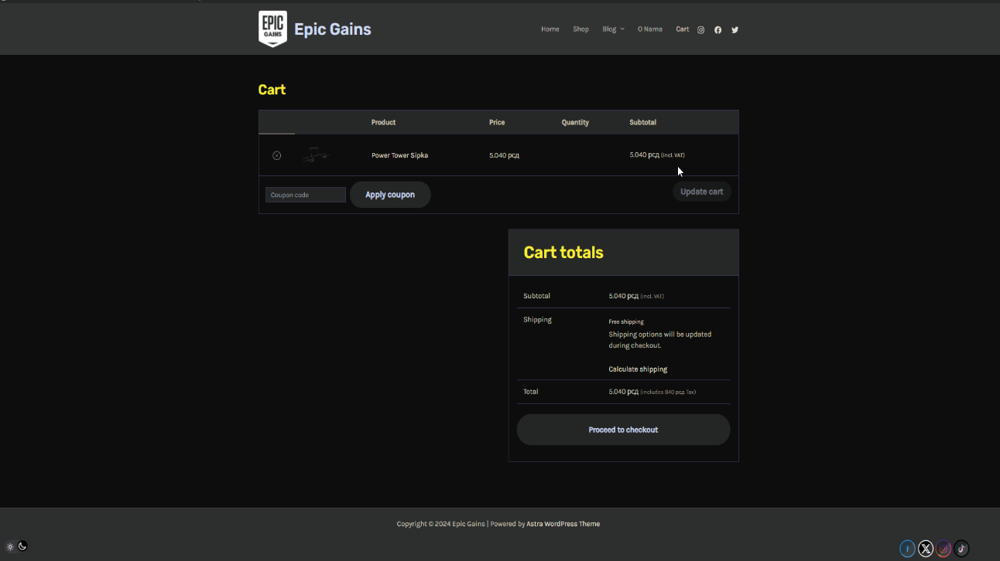 EPIC
GAINS
Epic Gains
Home Shop Blog O Nama Cart
Cart
Product Price Quantity Subtotal
Power Tower Sipka 5.040 рсд 5.040 рсд (incl. VAT)
Coupon code Apply coupon Update cart
Cart totals
Subtotal 5.040 рсд (incl. VAT)
Shipping Free shipping
Shipping options will be updated
during checkout.
Calculate shipping
Total 5.040 рсд (includes 840 рсд Tax)
Proceed to checkout
Copyright © 2024 Epic Gains | Powered by Astra WordPress Theme